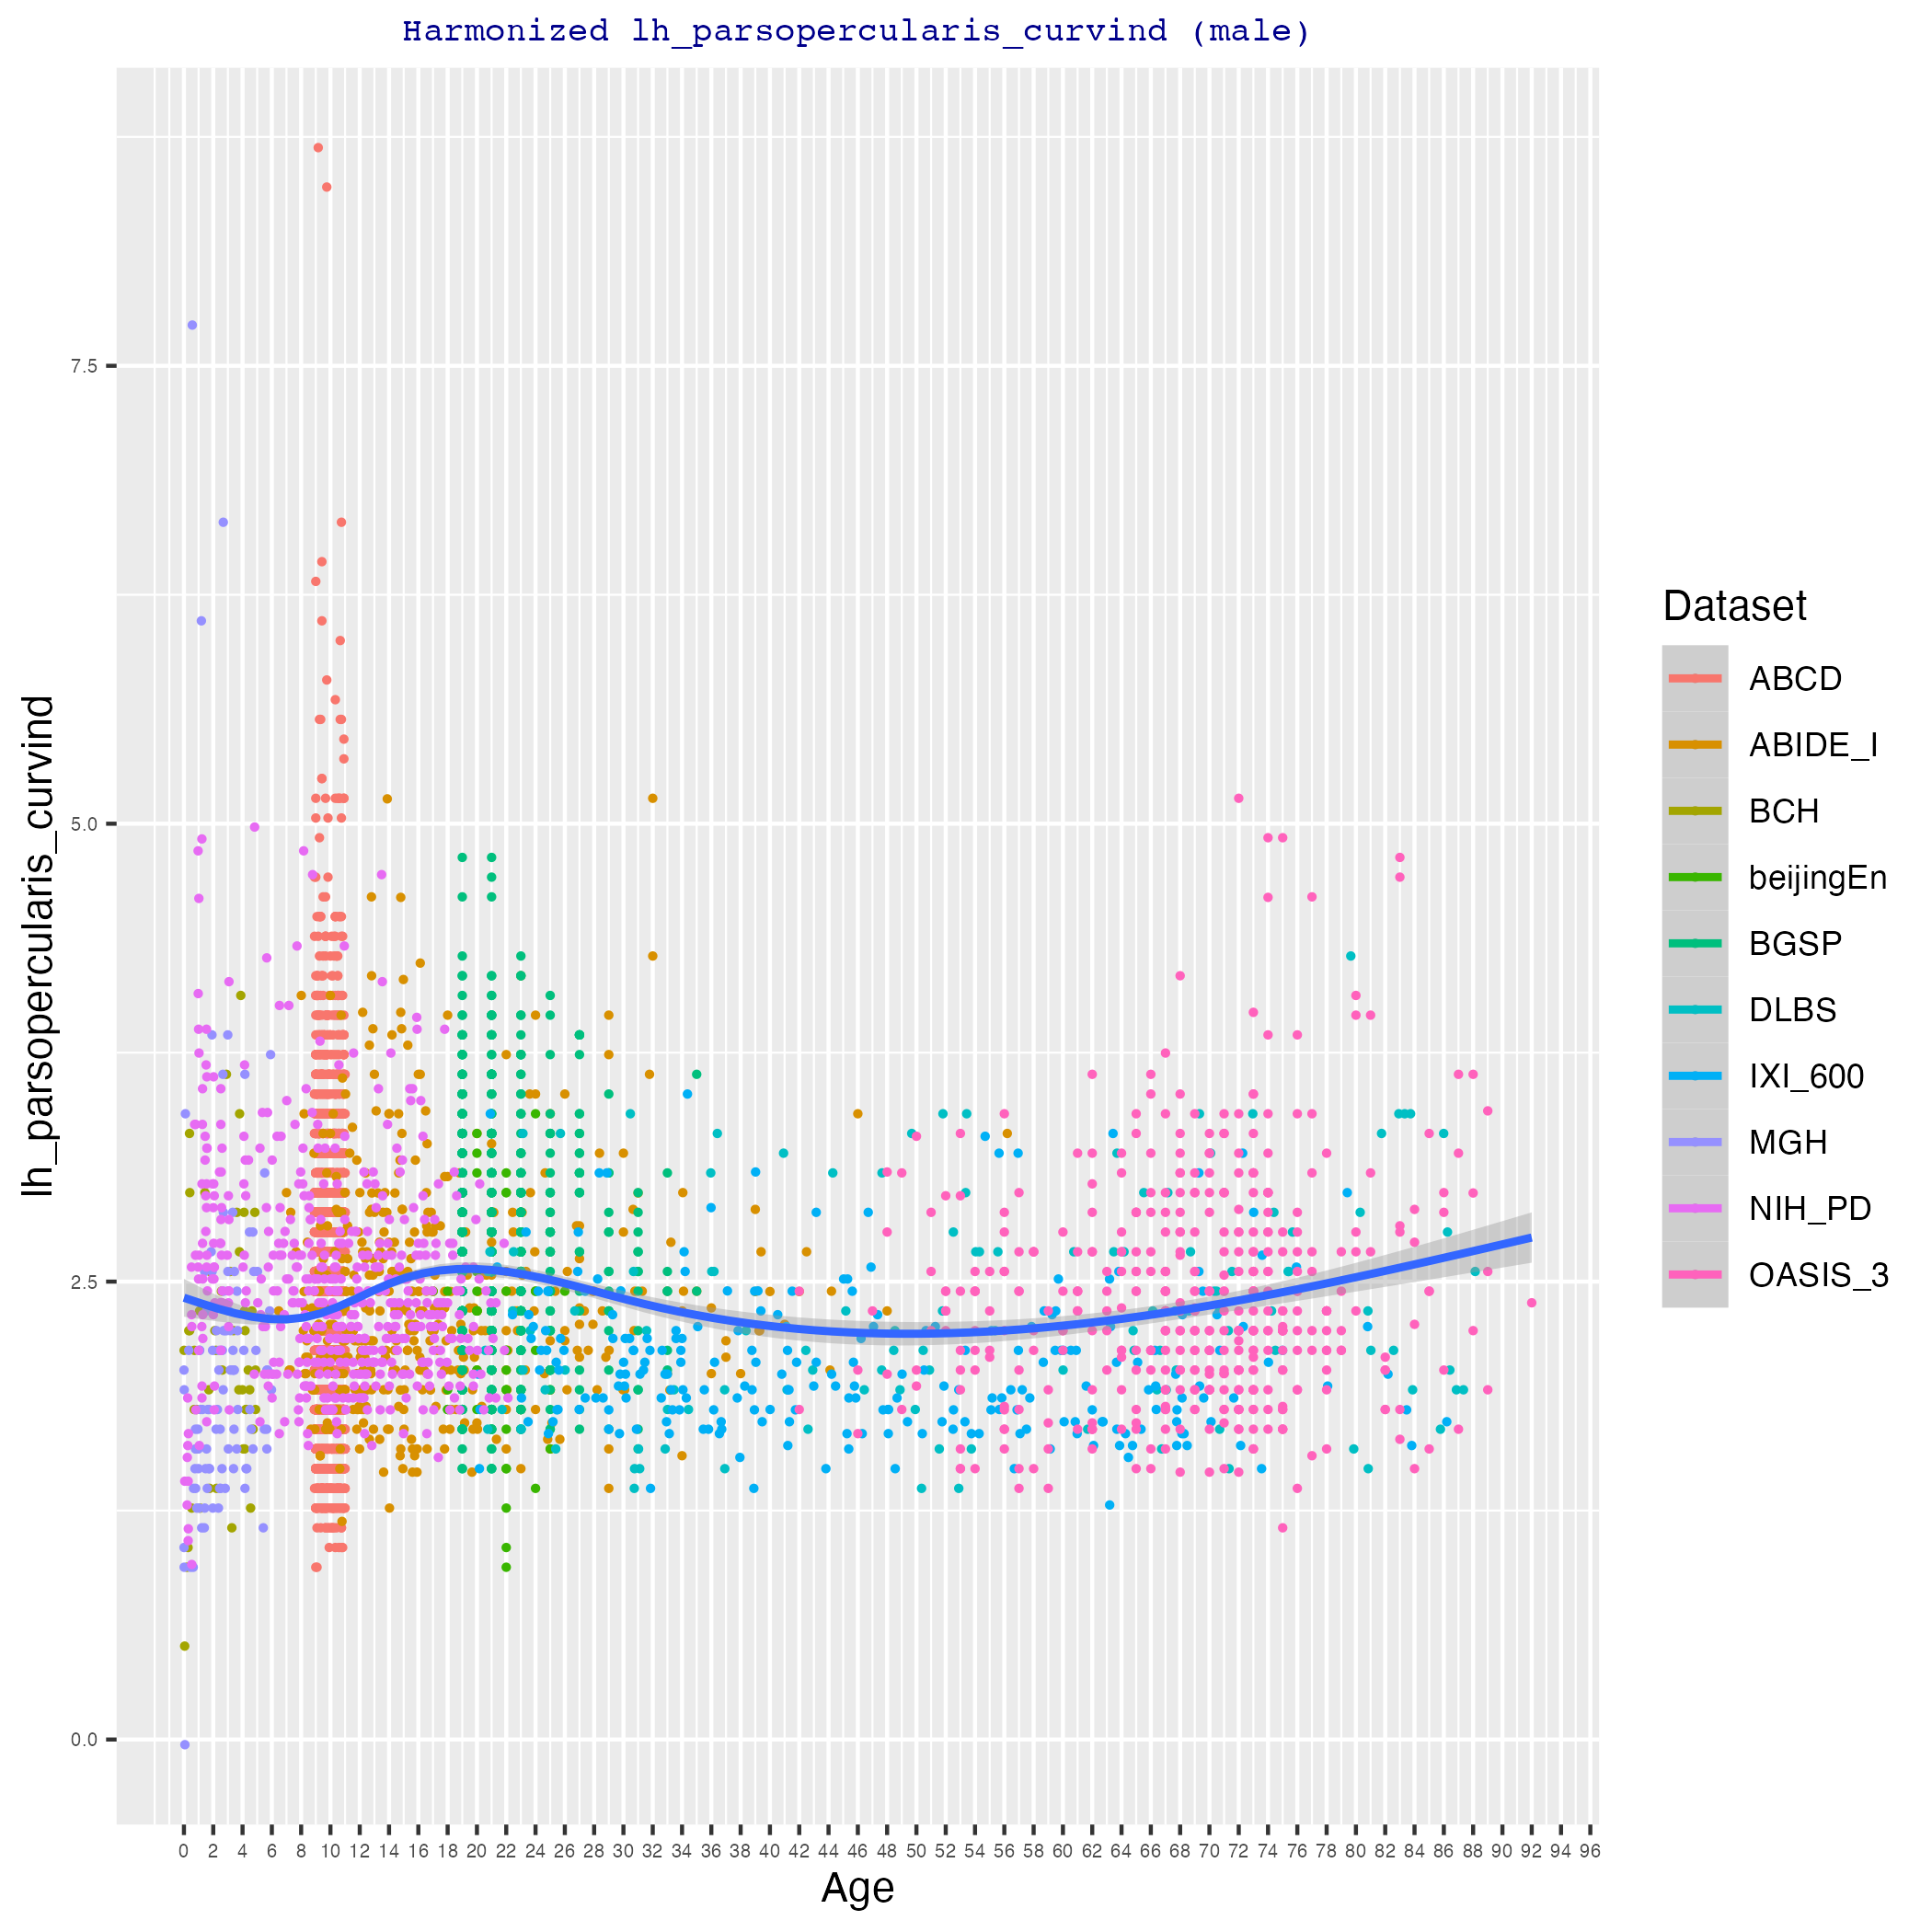 Harmonized lh_parsopercularis_curvind (male)
lh_parsopercularis_curvind
7.5
5.0
2.5
0.0
0 2 4 6 8 10 12 14 16 18 20 22 24 26 28 30 32 34 36 38 40 42 44 46 48 50 52 54 56 58 60 62 64 66 68 70 72 74 76 78 80 82 84 86 88 90 92 94 96
Age
Dataset
ABCD
ABIDE_I
BCH
beijingEn
BGSP
DLBS
IXI_600
MGH
NIH_PD
OASIS_3